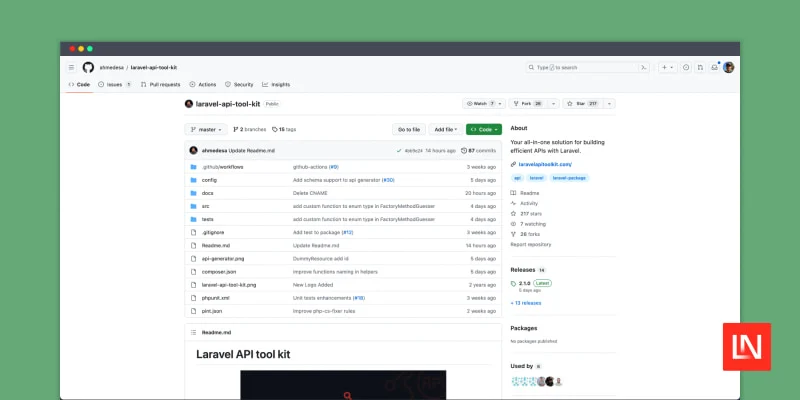 ahmedesa / laravel-api-tool-kit
Type / to search
Code Issues 5 Pull requests Actions Security Insights
laravel-api-tool-kit Public
Watch 7 Fork 26 Star 217
master 2 branches 15 tags Go to file Add file Code
ahmedesa Update Readme.md 14 hours ago 87 commits
.github/workflows github-actions (#9) 3 weeks ago
config Add schema support to api generator (#30) 5 days ago
docs Delete CNAME 20 hours ago
src add custom function to enum type in FactoryMethodGuesser 4 days ago
tests add custom function to enum type in FactoryMethodGuesser 4 days ago
.gitignore Add test to package (#12) 3 weeks ago
Readme.md Update Readme.md 14 hours ago
api-generator.png DummyResource add id 5 days ago
composer.json improve functions naming in helpers 5 days ago
laravel-api-tool-kit.png New Logo Added 2 years ago
phpunit.xml Unit tests enhancements (#19) 3 weeks ago
pint.json Improve php-cs-fixer rules 2 weeks ago
Readme.md
Laravel API tool kit
About
Your all-in-one solution for building
efficient APIs with Laravel.
laravelapitoolkit.com/
api laravel laravel-package
Readme
Activity
217 stars
7 watching
26 forks
Report repository
Releases 14
2.1.0 Latest
5 days ago
+ 13 releases
Packages
No packages published
Used by 6
LN